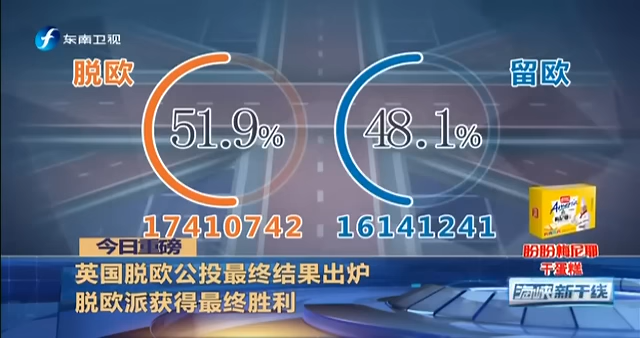 东南卫视
脱欧
留欧
51.9%
48.1%
17410742
16141241
今日重磅
英国脱欧公投最终结果出炉
脱欧派获得最终胜利
盼盼梅尼耶
干蛋糕
海峡新干线